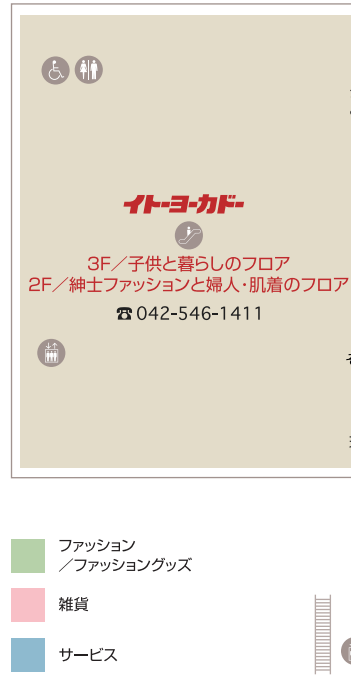 イトーヨーカドー
3F／子供と暮らしのフロア
2F／紳士ファッションと婦人・肌着のフロア
☎042-546-1411
ファッション
／ファッショングッズ
雑貨
サービス